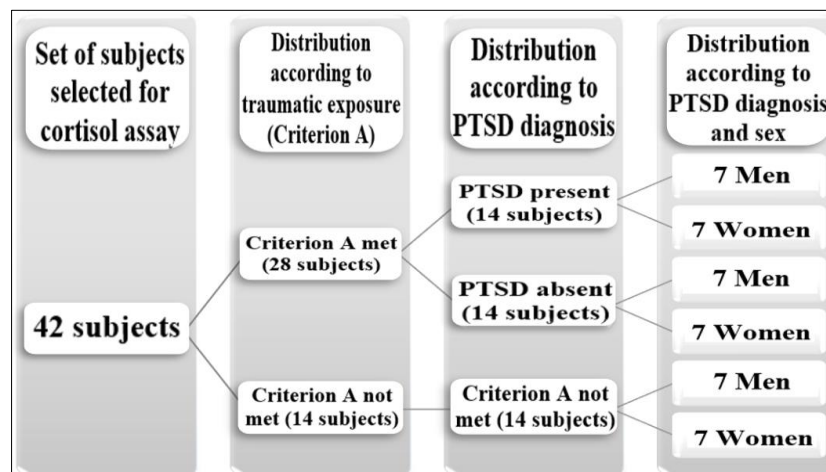 Set of subjects
selected for
cortisol assay
Distribution
according to
traumatic exposure
(Criterion A)
Distribution
according to
PTSD diagnosis
Distribution
according to
PTSD diagnosis
and sex
42 subjects
Criterion A met
(28 subjects)
Criterion A not
met (14 subjects)
PTSD present
(14 subjects)
PTSD absent
(14 subjects)
Criterion A not
met (14 subjects)
7 Men
7 Women
7 Men
7 Women
7 Men
7 Women